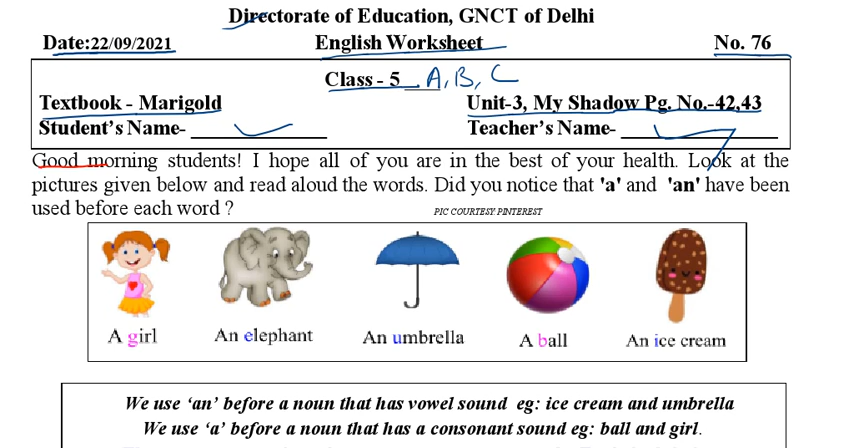 Directorate of Education, GNCT of Delhi
Date:22/09/2021 English Worksheet No. 76
Class - 5 A, B, C
Textbook - Marigold Unit-3, My Shadow Pg. No.-42,43
Student's Name- Teacher's Name-
Good morning students! I hope all of you are in the best of your health. Look at the
pictures given below and read aloud the words. Did you notice that 'a' and 'an' have been
used before each word ?
PIC COURTESY PINTEREST
A girl An elephant An umbrella A ball An ice cream
We use ‘an’ before a noun that has vowel sound eg: ice cream and umbrella
We use ‘a’ before a noun that has a consonant sound eg: ball and girl.